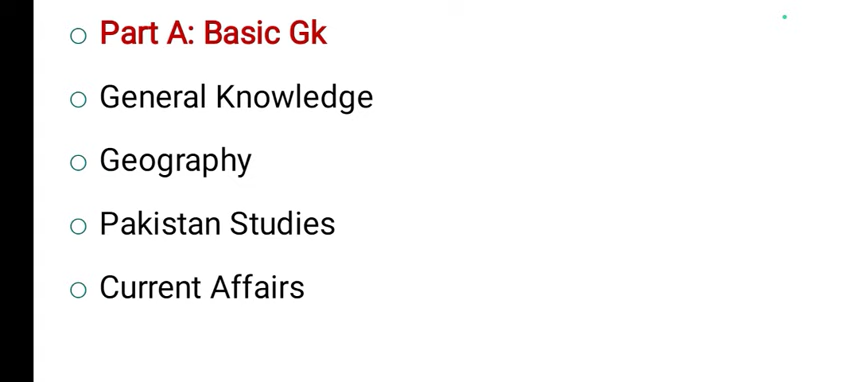 Part A: Basic Gk
General Knowledge
Geography
Pakistan Studies
Current Affairs